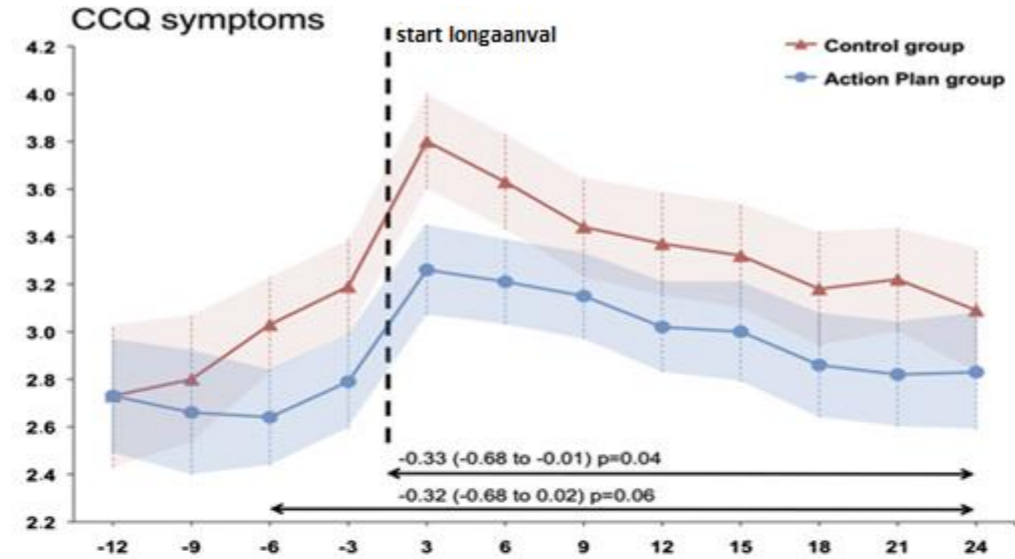 CCQ symptoms
start longaanval
Control group
Action Plan group
4.2
4.0
3.8
3.6
3.4
3.2
3.0
2.8
2.6
2.4
2.2
-0.33 (-0.68 to -0.01) p=0.04
-0.32 (-0.68 to 0.02) p=0.06
-12 -9 -6 -3 3 6 9 12 15 18 21 24